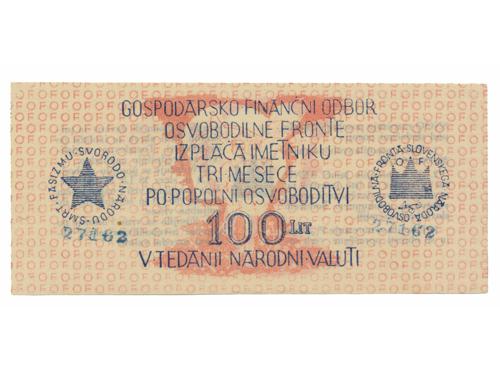 GOSPODARSKO FINANČNI ODBOR
OSVOBODILNE FRONTE
IZPLAČA IMETNIKU
TRI MESECE
PO POPOLNI OSVOBODITVI
100 LIT
V TEDANJI NARODNI VALUTI
SMRT·FAŠIZMU·SVOBODO·NARODU
27162
OSVOBODILNA·FRONTA·SLOVENSKEGA NARODA
OF
27162